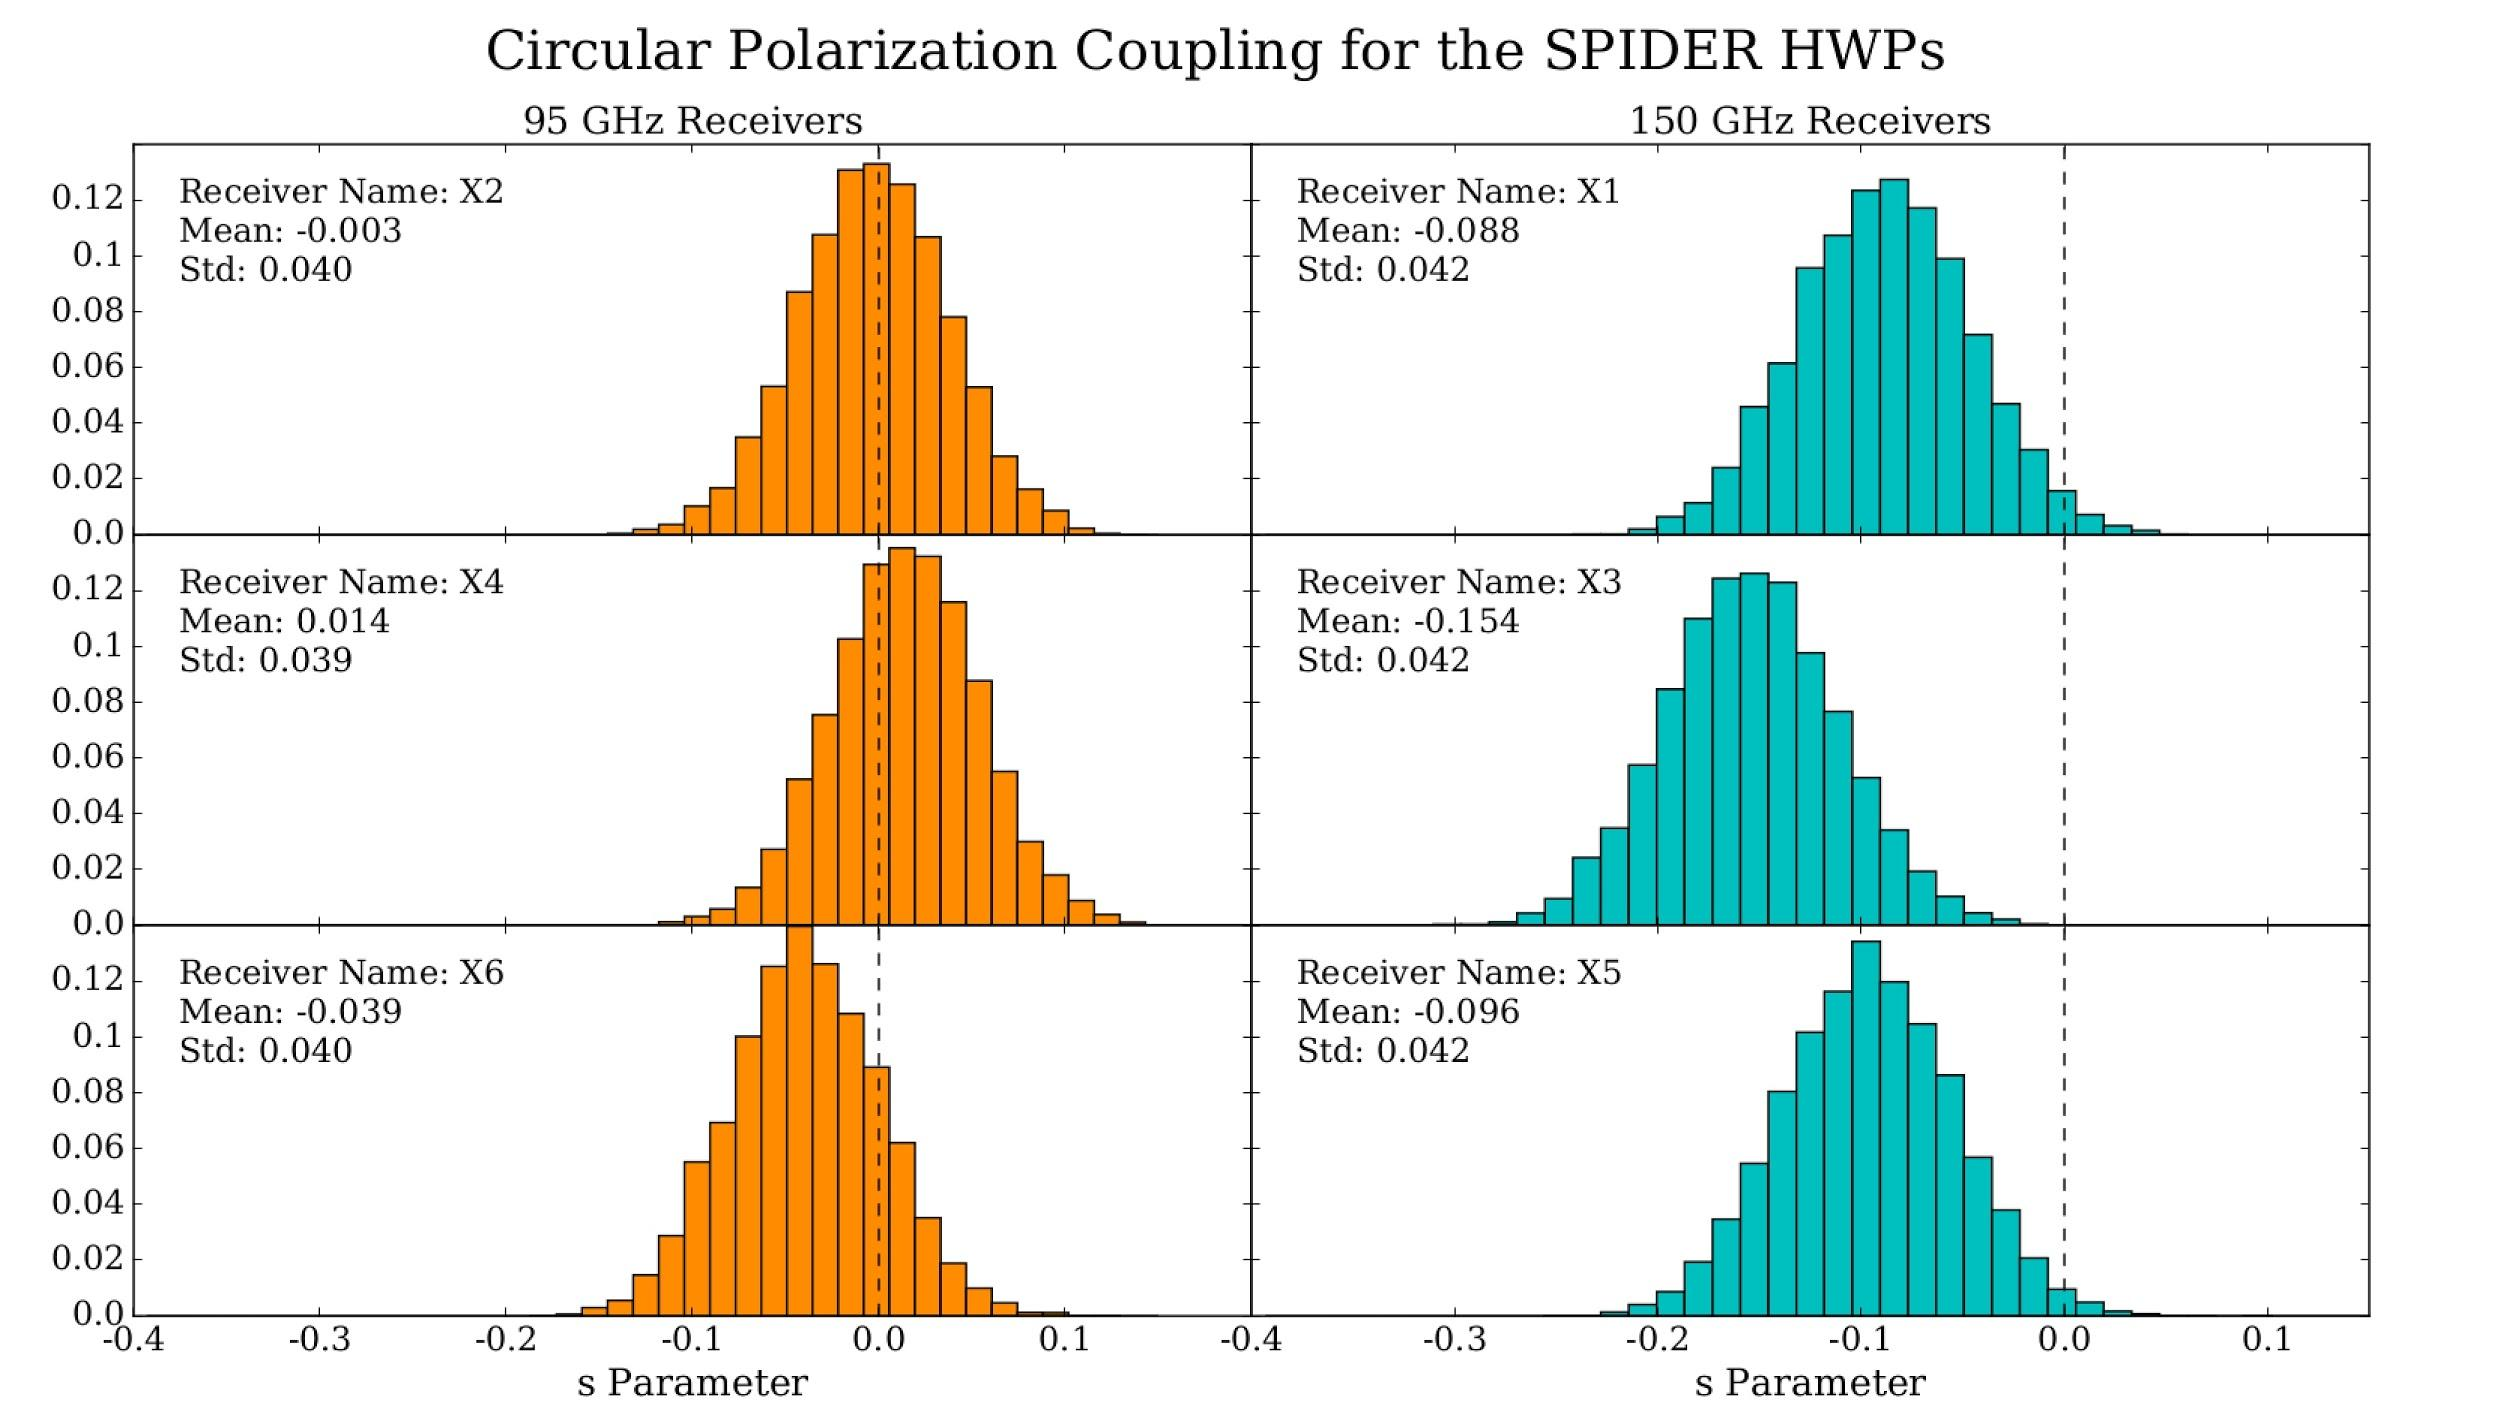 Circular Polarization Coupling for the SPIDER HWPs
95 GHz Receivers
150 GHz Receivers
Receiver Name: X2
Mean: -0.003
Std: 0.040
0.12
0.1
0.08
0.06
0.04
0.02
0.0
Receiver Name: X1
Mean: -0.088
Std: 0.042
Receiver Name: X4
Mean: 0.014
Std: 0.039
0.12
0.1
0.08
0.06
0.04
0.02
0.0
Receiver Name: X3
Mean: -0.154
Std: 0.042
Receiver Name: X6
Mean: -0.039
Std: 0.040
0.12
0.1
0.08
0.06
0.04
0.02
0.0
Receiver Name: X5
Mean: -0.096
Std: 0.042
-0.4 -0.3 -0.2 -0.1 0.0 0.1
-0.4 -0.3 -0.2 -0.1 0.0 0.1
s Parameter
s Parameter